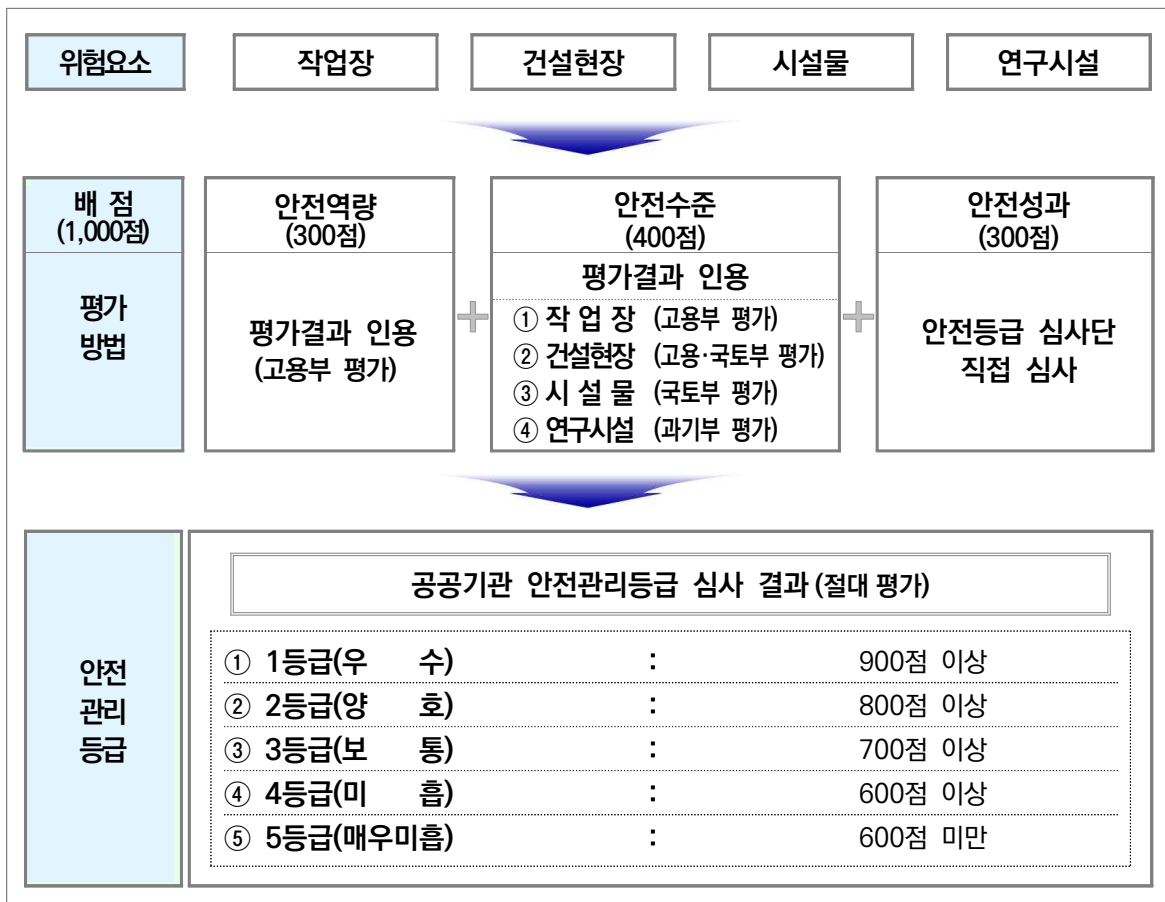 위험요소 작업장 건설현장 시설물 연구시설
배 점
(1,000점)
평가
방법
안전역량
(300점)
평가결과 인용
(고용부 평가)
+
안전수준
(400점)
평가결과 인용
① 작 업 장 (고용부 평가)
② 건설현장 (고용·국토부 평가)
③ 시 설 물 (국토부 평가)
④ 연구시설 (과기부 평가)
+
안전성과
(300점)
안전등급 심사단
직접 심사
안전
관리
등급
공공기관 안전관리등급 심사 결과 (절대 평가)
① 1등급(우 수) : 900점 이상
② 2등급(양 호) : 800점 이상
③ 3등급(보 통) : 700점 이상
④ 4등급(미 흡) : 600점 이상
⑤ 5등급(매우미흡) : 600점 미만